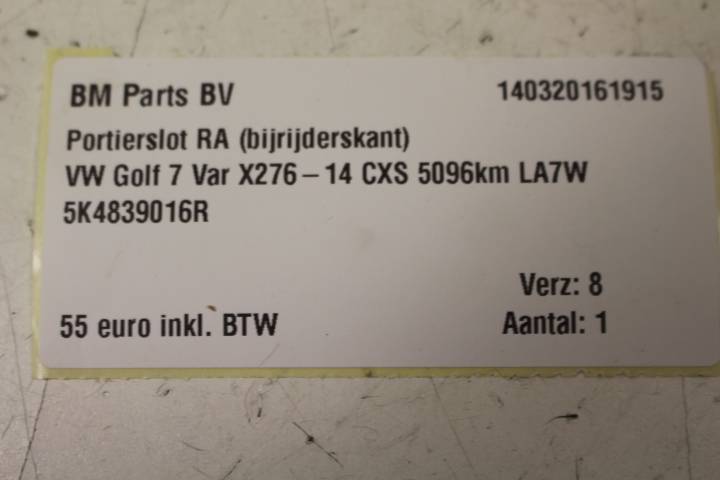 BM Parts BV 140320161915
Portierslot RA (bijrijderskant)
VW Golf 7 Var X276 – 14 CXS 5096km LA7W
5K4839016R
Verz: 8
55 euro inkl. BTW Aantal: 1